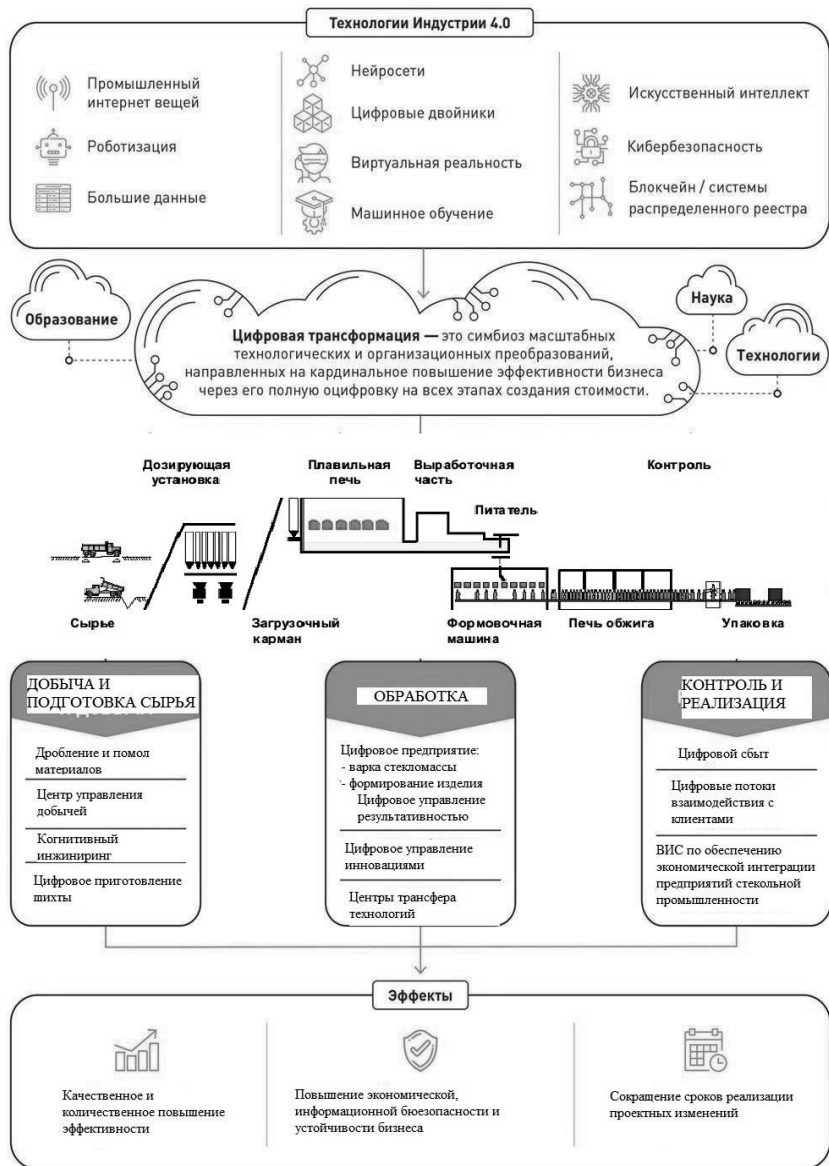 Технологии Индустрии 4.0
Промышленный
интернет вещей
Роботизация
Большие данные
Нейросети
Цифровые двойники
Виртуальная реальность
Машинное обучение
Искусственный интеллект
Кибербезопасность
Блокчейн / системы
распределенного реестра
Образование
Наука
Технологии
Цифровая трансформация — это симбиоз масштабных
технологических и организационных преобразований,
направленных на кардинальное повышение эффективности бизнеса
через его полную оцифровку на всех этапах создания стоимости.
Дозирующая
установка
Плавильная
печь
Выработочная
часть
Контроль
Питатель
Сырье
Загрузочный
карман
Формовочная
машина
Печь обжига
Упаковка
ДОБЫЧА И
ПОДГОТОВКА СЫРЬЯ
Дробление и помол
материалов
Центр управления
добычей
Когнитивный
инжиниринг
Цифровое приготовление
шихты
ОБРАБОТКА
Цифровое предприятие:
- варка стекломассы
- формирование изделия
Цифровое управление
результативностью
Цифровое управление
инновациями
Центры трансфера
технологий
КОНТРОЛЬ И
РЕАЛИЗАЦИЯ
Цифровой сбыт
Цифровые потоки
взаимодействия с
клиентами
ВИС по обеспечению
экономической интеграции
предприятий стекольной
промышленности
Эффекты
Качественное и
количественное повышение
эффективности
Повышение экономической,
информационной бюезопасности и
устойчивости бизнеса
Сокращение сроков реализации
проектных изменений